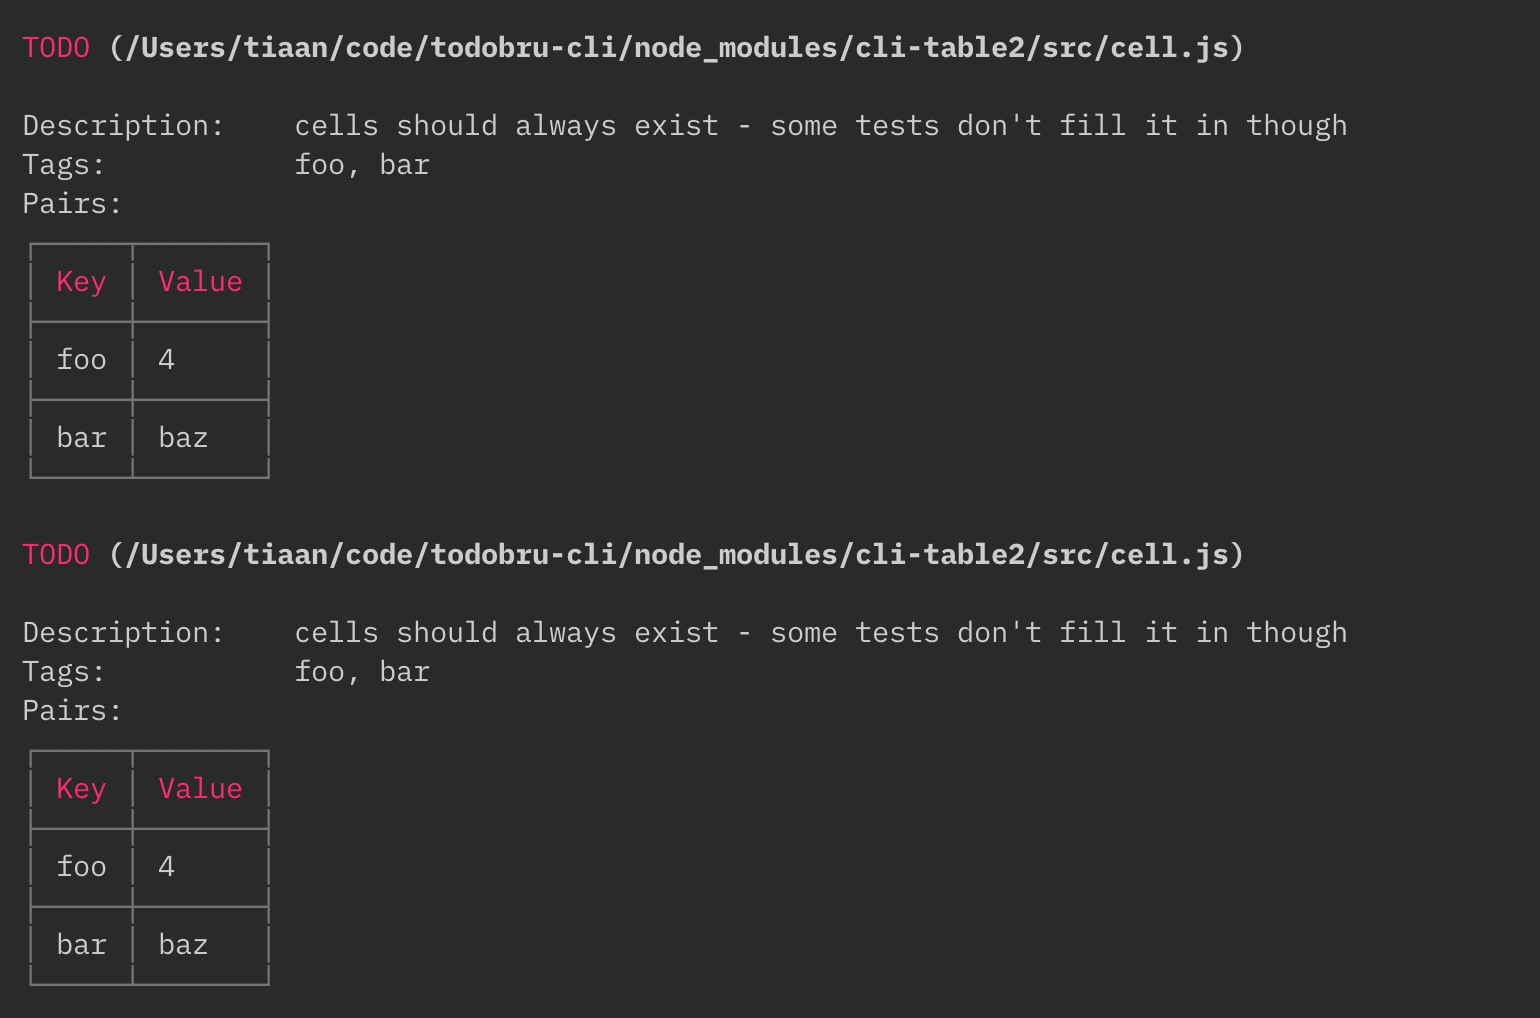 TODO (/Users/tiaan/code/todobru-cli/node_modules/cli-table2/src/cell.js)
Description: cells should always exist - some tests don't fill it in though
Tags: foo, bar
Pairs:
Key Value
foo 4
bar baz
TODO (/Users/tiaan/code/todobru-cli/node_modules/cli-table2/src/cell.js)
Description: cells should always exist - some tests don't fill it in though
Tags: foo, bar
Pairs:
Key Value
foo 4
bar baz